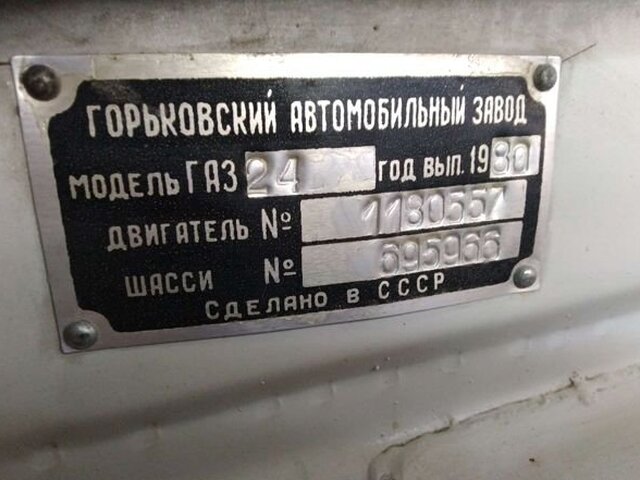 ГОРЬКОВСКИЙ АВТОМОБИЛЬНЫЙ ЗАВОД
МОДЕЛЬ ГАЗ 24 ГОД ВЫП. 1980
ДВИГАТЕЛЬ № 1180557
ШАССИ № 695966
СДЕЛАНО В СССР